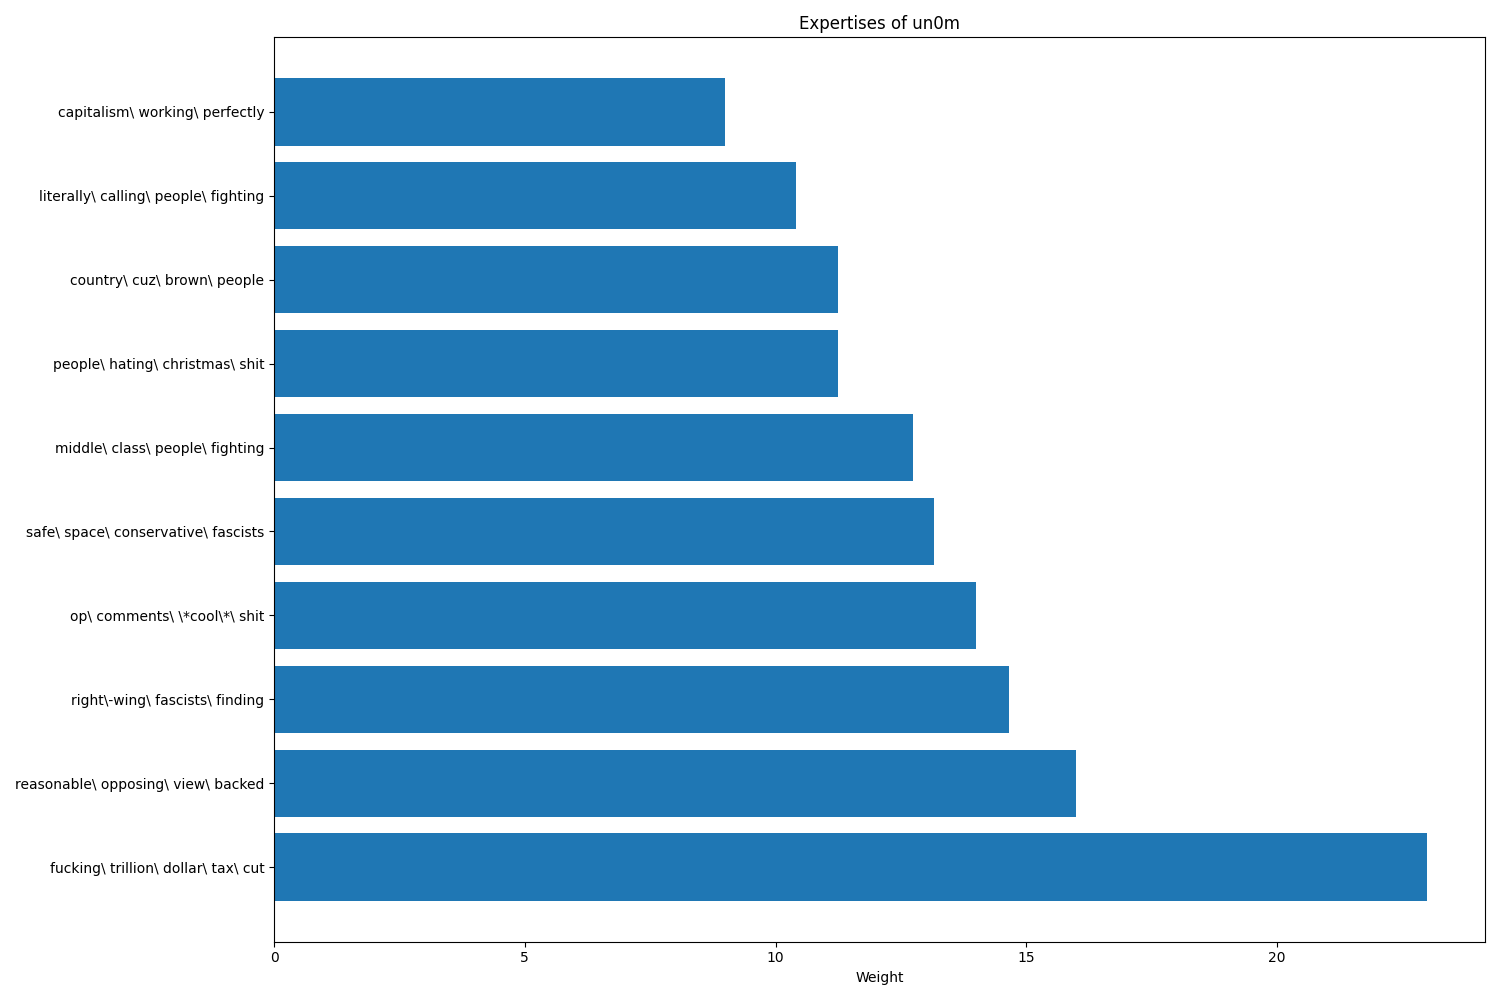 Expertises of un0m
capitalism\ working\ perfectly
literally\ calling\ people\ fighting
country\ cuz\ brown\ people
people\ hating\ christmas\ shit
middle\ class\ people\ fighting
safe\ space\ conservative\ fascists
op\ comments\ \*cool\*\ shit
right\-wing\ fascists\ finding
reasonable\ opposing\ view\ backed
fucking\ trillion\ dollar\ tax\ cut
0 5 10 15 20
Weight